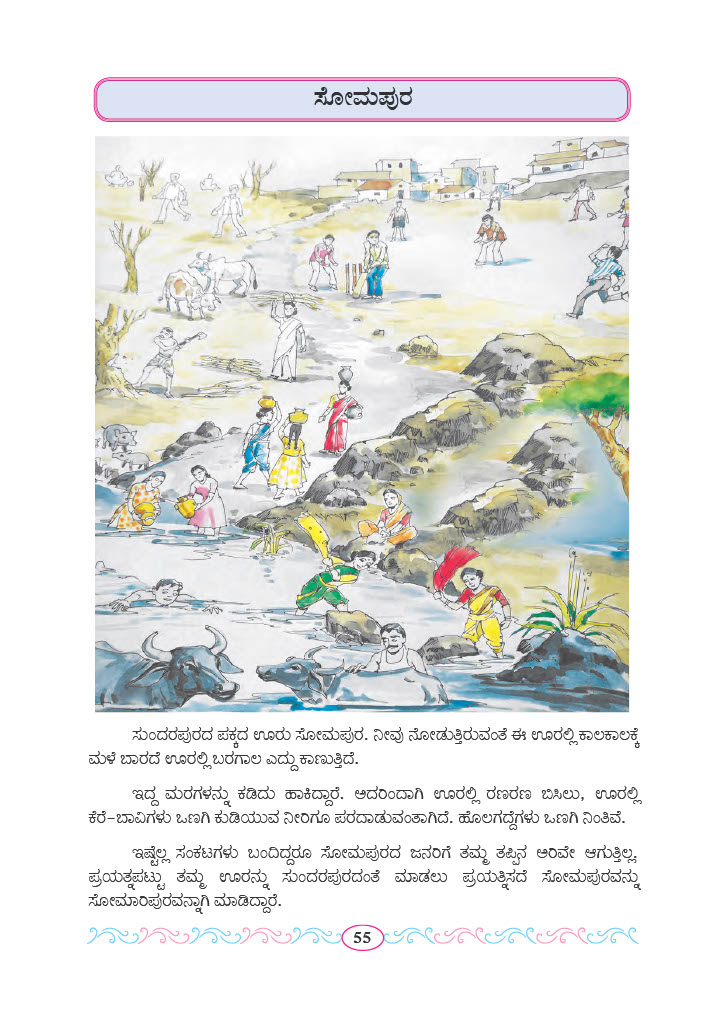 ಸೋಮಪುರ
ಸುಂದರಪುರದ ಪಕ್ಕದ ಊರು ಸೋಮಪುರ. ನೀವು ನೋಡುತ್ತಿರುವಂತೆ ಈ ಊರಲ್ಲಿ ಕಾಲಕಾಲಕ್ಕೆ
ಮಳೆ ಬಾರದೆ ಊರಲ್ಲಿ ಬರಗಾಲ ಎದ್ದು ಕಾಣುತ್ತಿದೆ.
ಇದ್ದ ಮರಗಳನ್ನು ಕಡಿದು ಹಾಕಿದ್ದಾರೆ. ಅದರಿಂದಾಗಿ ಊರಲ್ಲಿ ರಣರಣ ಬಿಸಿಲು, ಊರಲ್ಲಿ
ಕೆರೆ–ಬಾವಿಗಳು ಒಣಗಿ ಕುಡಿಯುವ ನೀರಿಗೂ ಪರದಾಡುವಂತಾಗಿದೆ. ಹೊಲಗದ್ದೆಗಳು ಒಣಗಿ ನಿಂತಿವೆ.
ಇಷ್ಟೆಲ್ಲ ಸಂಕಟಗಳು ಬಂದಿದ್ದರೂ ಸೋಮಪುರದ ಜನರಿಗೆ ತಮ್ಮ ತಪ್ಪಿನ ಅರಿವೇ ಆಗುತ್ತಿಲ್ಲ.
ಪ್ರಯತ್ನಪಟ್ಟು ತಮ್ಮ ಊರನ್ನು ಸುಂದರಪುರದಂತೆ ಮಾಡಲು ಪ್ರಯತ್ನಿಸದೆ ಸೋಮಪುರವನ್ನು
ಸೋಮಾರಿಪುರವನ್ನಾಗಿ ಮಾಡಿದ್ದಾರೆ.
55